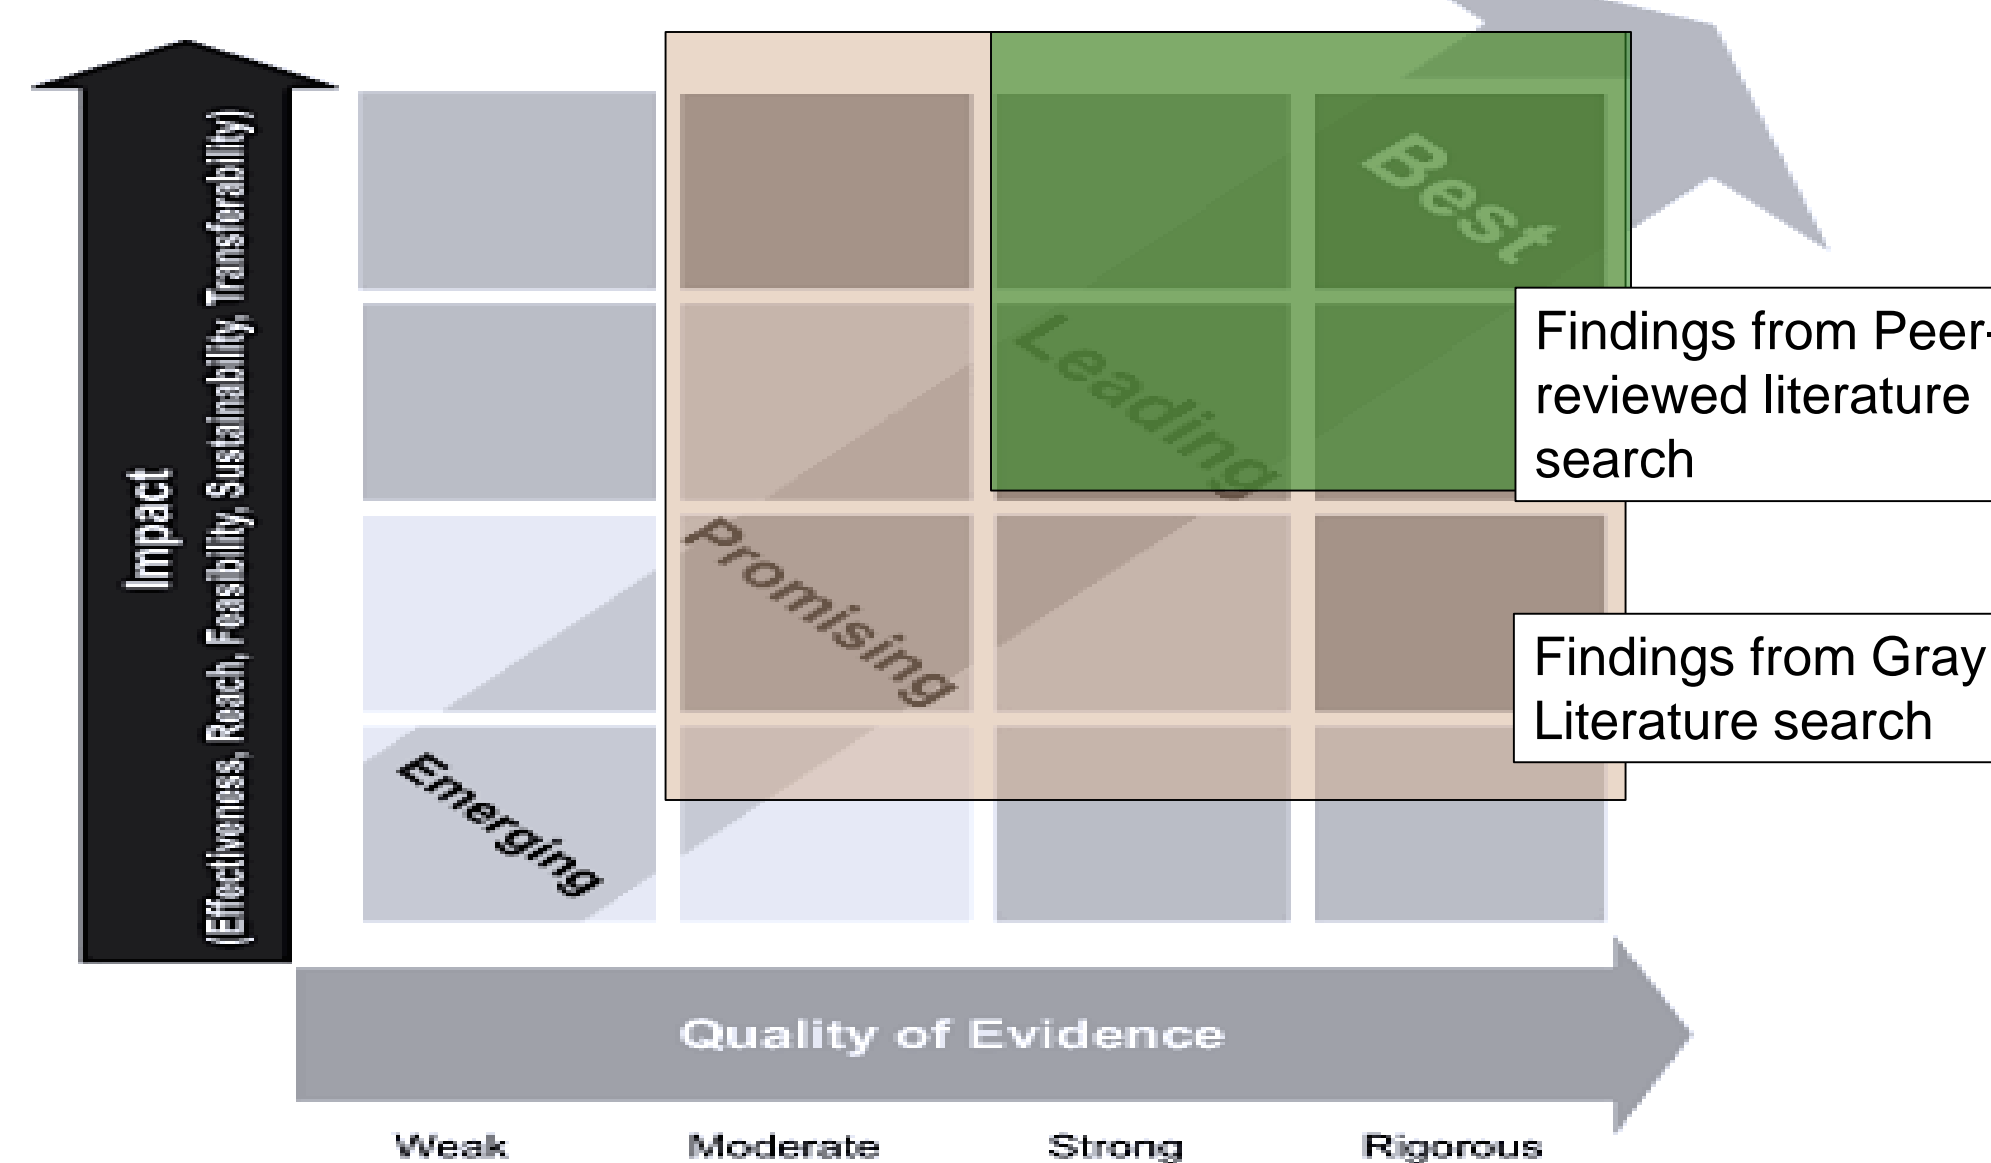 Impact
(Effectiveness, Reach, Feasibility, Sustainability, Transferability)
Best
Leading
Promising
Emerging
Findings from Peer-
reviewed literature
search
Findings from Gray
Literature search
Quality of Evidence
Weak Moderate Strong Rigorous